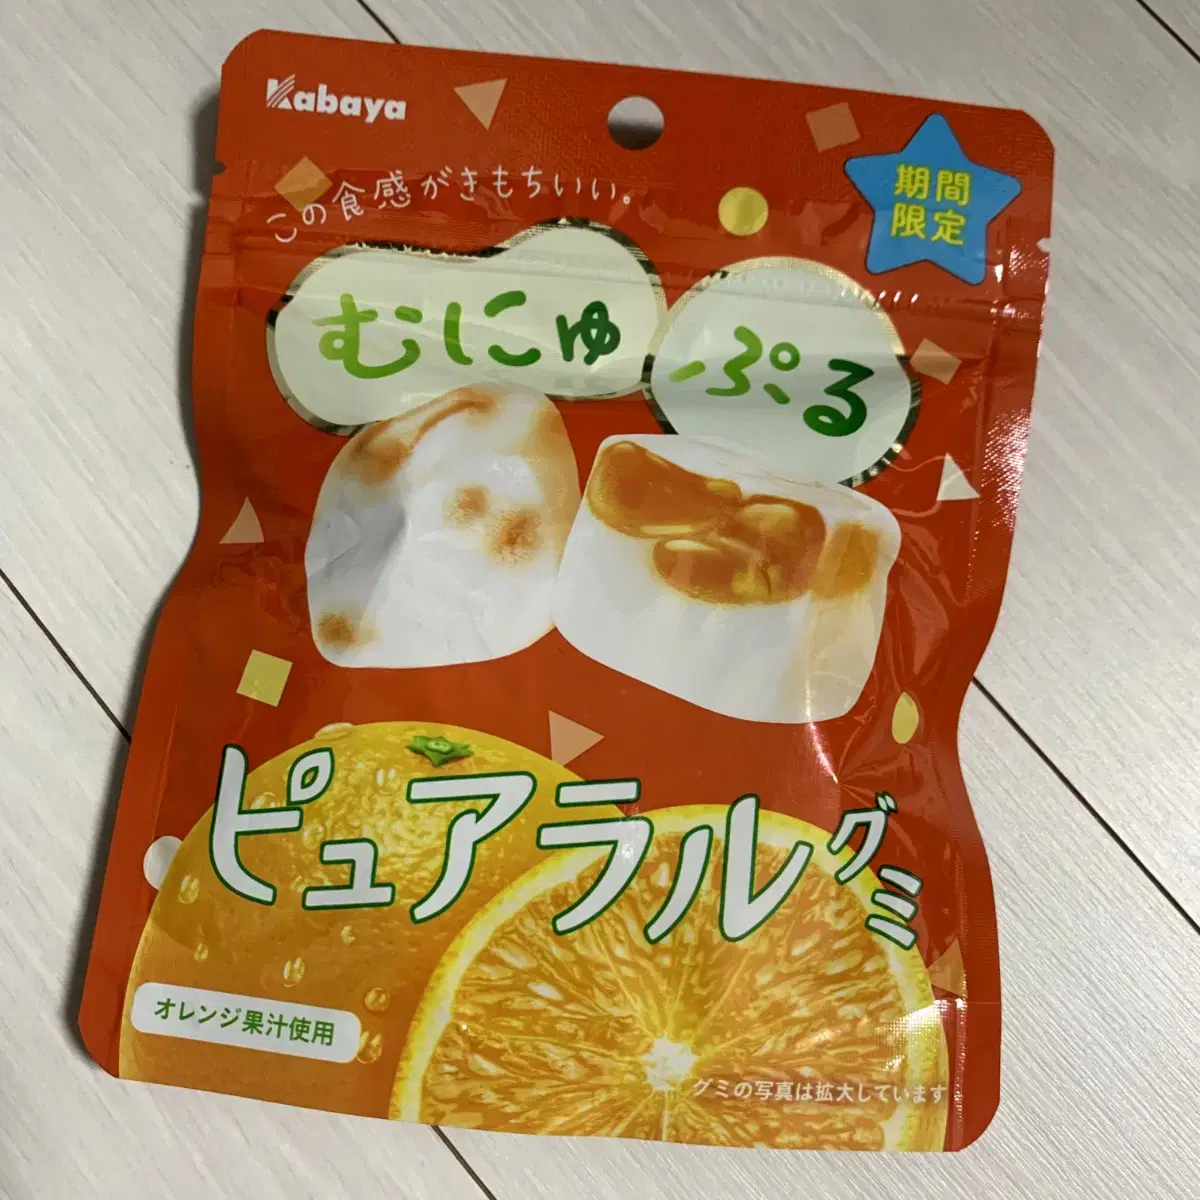 Kabaya
この食感がきもちいい。
期間
限定
むにゅ
ぷる
ピュアラルグミ
オレンジ果汁使用
グミの写真は拡大しています